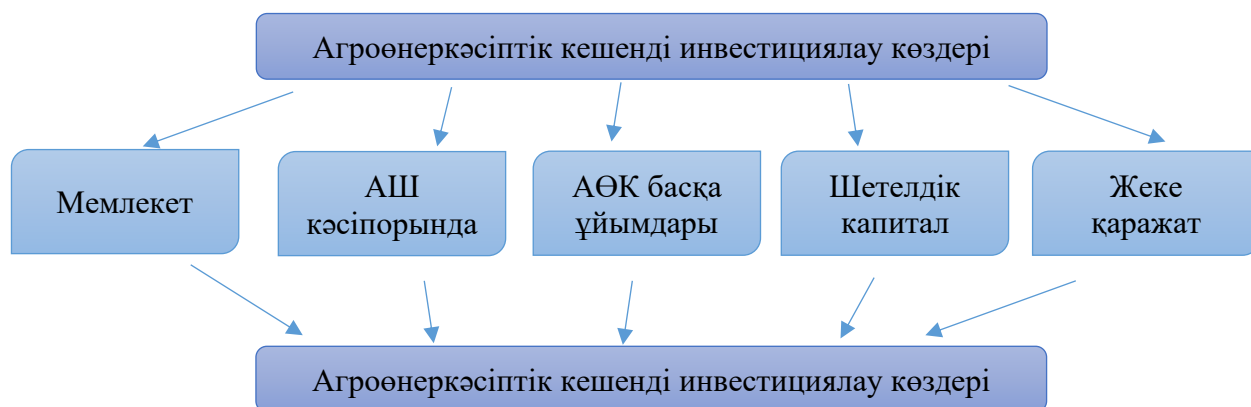 Агроөнеркәсіптік кешенді инвестициялау көздері
Мемлекет
АШ
кәсіпорында
АӨК басқа
ұйымдары
Шетелдік
капитал
Жеке
қаражат
Агроөнеркәсіптік кешенді инвестициялау көздері